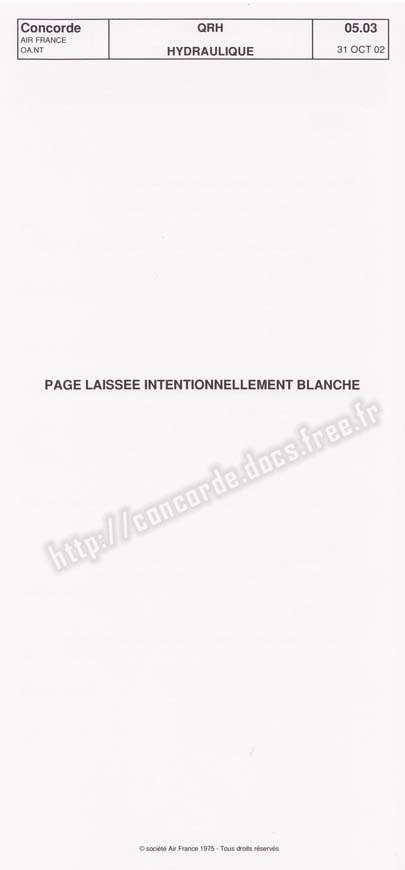 Concorde
AIR FRANCE
OA.NT
QRH
HYDRAULIQUE
05.03
31 OCT 02
PAGE LAISSEE INTENTIONNELLEMENT BLANCHE
http://concorde.docs.free.fr
© société Air France 1975 - Tous droits réservés